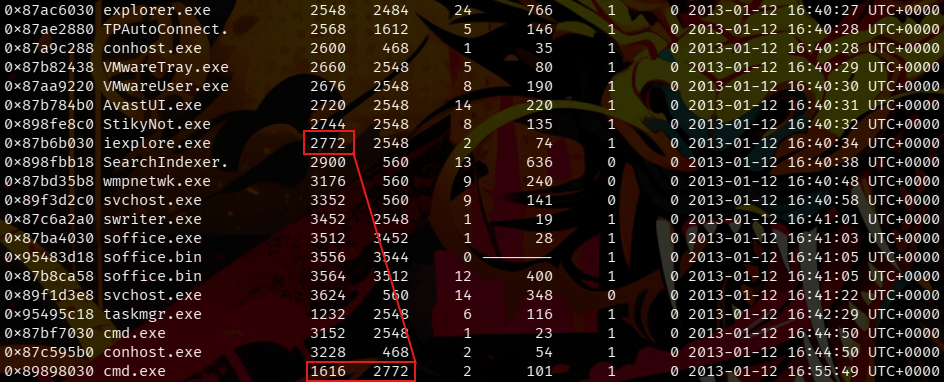 0×87ac6030 explorer.exe 2548 2484 24 766 1 0 2013-01-12 16:40:27 UTC+0000
0×87ae2880 TPAutoConnect. 2568 1612 5 146 1 0 2013-01-12 16:40:28 UTC+0000
0×87a9c288 conhost.exe 2600 468 1 35 1 0 2013-01-12 16:40:28 UTC+0000
0×87b82438 VMwareTray.exe 2660 2548 5 80 1 0 2013-01-12 16:40:29 UTC+0000
0×87aa9220 VMwareUser.exe 2676 2548 8 190 1 0 2013-01-12 16:40:30 UTC+0000
0×87b784b0 AvastUI.exe 2720 2548 14 220 1 0 2013-01-12 16:40:31 UTC+0000
0×898fe8c0 StikyNot.exe 2744 2548 8 135 1 0 2013-01-12 16:40:32 UTC+0000
0×87b6b030 iexplore.exe 2772 2548 2 74 1 0 2013-01-12 16:40:34 UTC+0000
0×898fbb18 SearchIndexer. 2900 560 13 636 0 0 2013-01-12 16:40:38 UTC+0000
0×87bd35b8 wmpnetwk.exe 3176 560 9 240 0 0 2013-01-12 16:40:48 UTC+0000
0×89f3d2c0 svchost.exe 3352 560 9 141 0 0 2013-01-12 16:40:58 UTC+0000
0×87c6a2a0 swriter.exe 3452 2548 1 19 1 0 2013-01-12 16:41:01 UTC+0000
0×87ba4030 soffice.exe 3512 3452 1 28 1 0 2013-01-12 16:41:03 UTC+0000
0×95483d18 soffice.bin 3556 3544 0 -------- 1 0 2013-01-12 16:41:05 UTC+0000
0×87b8ca58 soffice.bin 3564 3512 12 400 1 0 2013-01-12 16:41:05 UTC+0000
0×89f1d3e8 svchost.exe 3624 560 14 348 0 0 2013-01-12 16:41:22 UTC+0000
0×95495c18 taskmgr.exe 1232 2548 6 116 1 0 2013-01-12 16:42:29 UTC+0000
0×87bf7030 cmd.exe 3152 2548 1 23 1 0 2013-01-12 16:44:50 UTC+0000
0×87c595b0 conhost.exe 3228 468 2 54 1 0 2013-01-12 16:44:50 UTC+0000
0×89898030 cmd.exe 1616 2772 2 101 1 0 2013-01-12 16:55:49 UTC+0000